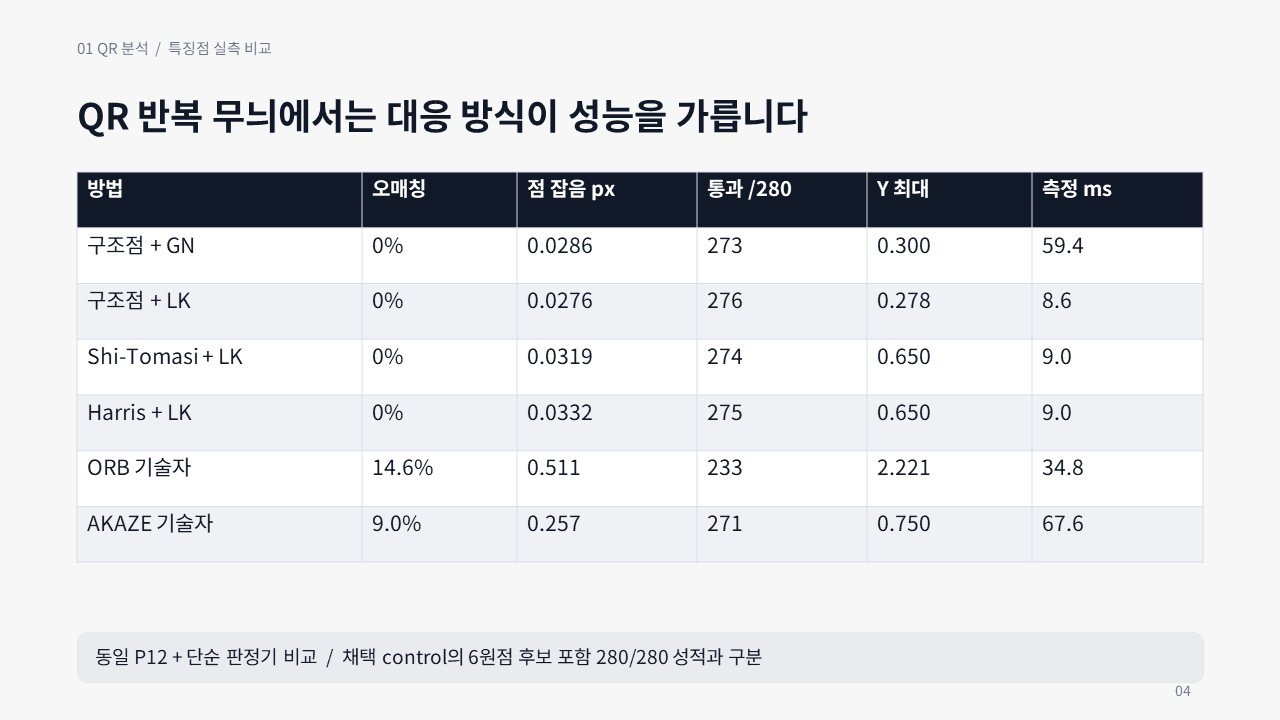 01 QR 분석 / 특징점 실측 비교
QR 반복 무늬에서는 대응 방식이 성능을 가릅니다
방법 오매칭 점 잡음 px 통과 /280 Y 최대 측정 ms
구조점 + GN 0% 0.0286 273 0.300 59.4
구조점 + LK 0% 0.0276 276 0.278 8.6
Shi-Tomasi + LK 0% 0.0319 274 0.650 9.0
Harris + LK 0% 0.0332 275 0.650 9.0
ORB 기술자 14.6% 0.511 233 2.221 34.8
AKAZE 기술자 9.0% 0.257 271 0.750 67.6
동일 P12 + 단순 판정기 비교 / 채택 control의 6원점 후보 포함 280/280 성적과 구분
04